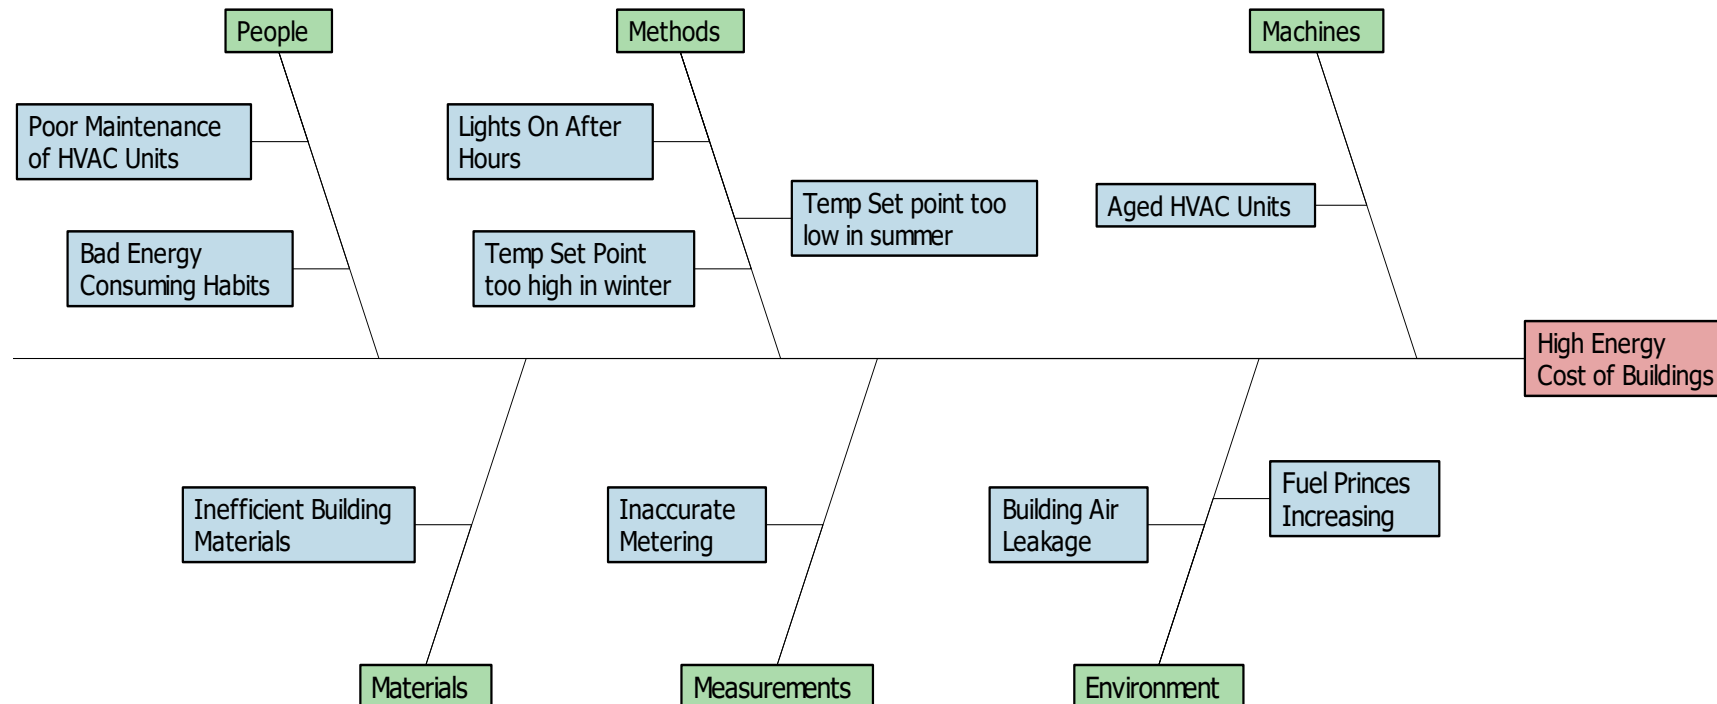 People
Methods
Machines
Poor Maintenance
of HVAC Units
Lights On After
Hours
Temp Set point too
low in summer
Aged HVAC Units
Bad Energy
Consuming Habits
Temp Set Point
too high in winter
High Energy
Cost of Buildings
Inefficient Building
Materials
Inaccurate
Metering
Building Air
Leakage
Fuel Princes
Increasing
Materials
Measurements
Environment